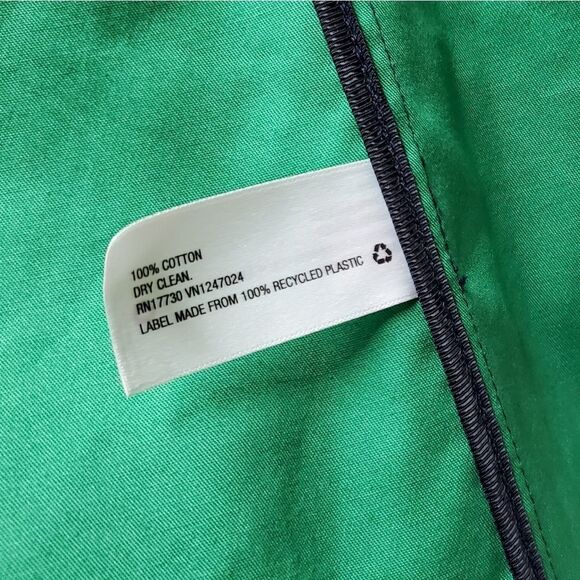 100% COTTON
DRY CLEAN.
RN17730 VN1247024
LABEL MADE FROM 100% RECYCLED PLASTIC